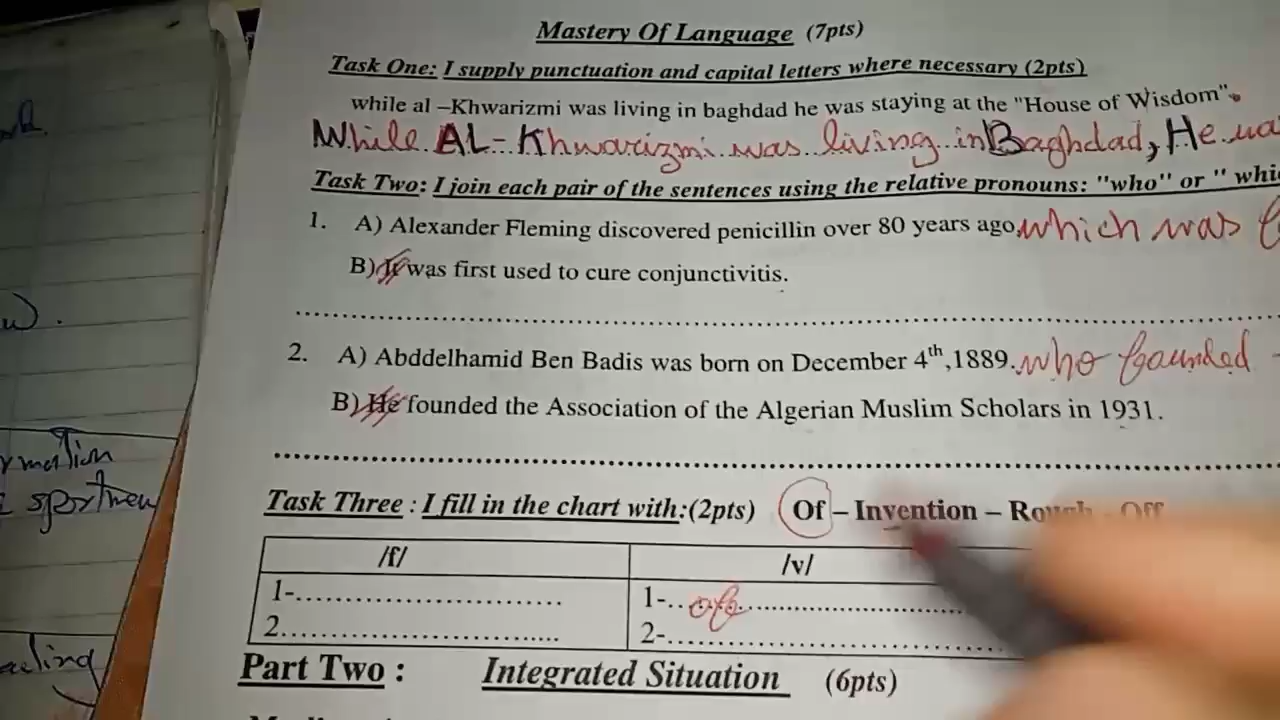 Mastery Of Language (7pts)
Task One: I supply punctuation and capital letters where necessary (2pts)
while al –Khwarizmi was living in baghdad he was staying at the "House of Wisdom".
While AL-Khwarizmi was living in Baghdad, He wa
Task Two: I join each pair of the sentences using the relative pronouns: "who" or " whi
1. A) Alexander Fleming discovered penicillin over 80 years ago, which was
B) It was first used to cure conjunctivitis.
2. A) Abddelhamid Ben Badis was born on December 4th,1889. who founded
B) He founded the Association of the Algerian Muslim Scholars in 1931.
rmation
sportmen
Task Three : I fill in the chart with:(2pts) Of – Invention – Rough - Off
/f/ /v/
1-.............................. 1-.. of ..............................
2.............................. 2-..............................
Part Two : Integrated Situation (6pts)